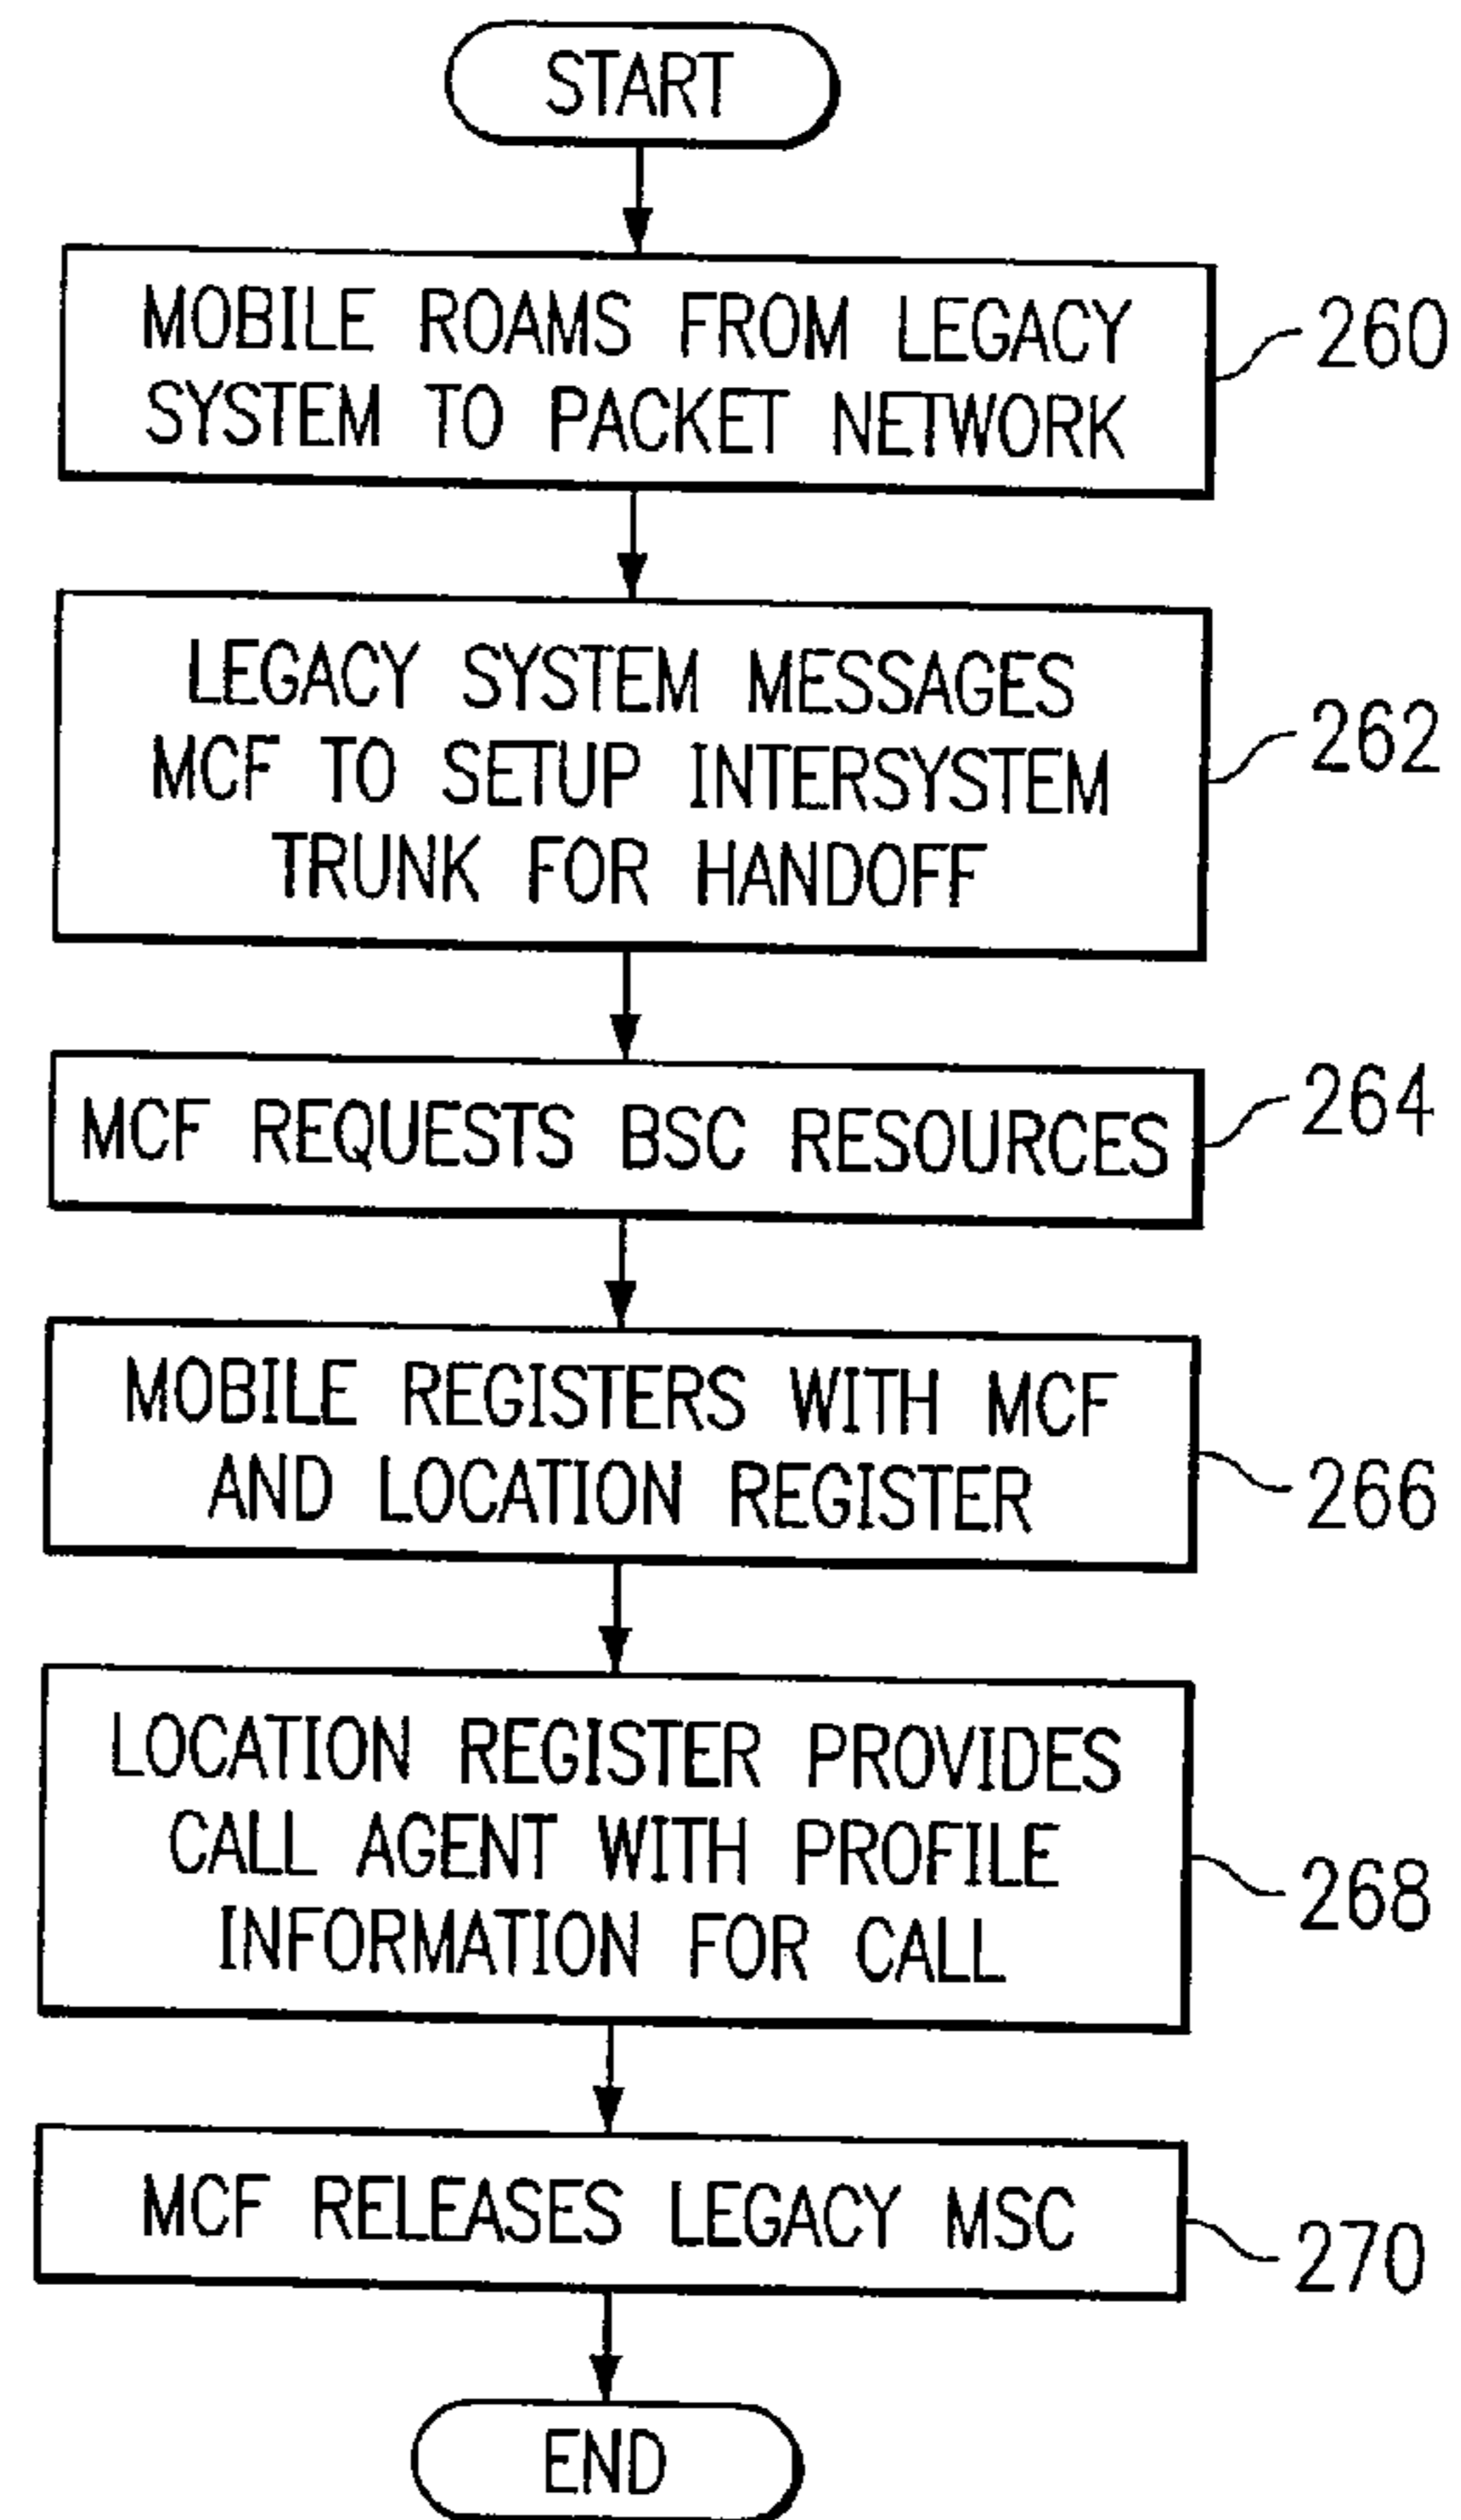 START
MOBILE ROAMS FROM LEGACY
SYSTEM TO PACKET NETWORK
260
LEGACY SYSTEM MESSAGES
MCF TO SETUP INTERSYSTEM
TRUNK FOR HANDOFF
262
MCF REQUESTS BSC RESOURCES
264
MOBILE REGISTERS WITH MCF
AND LOCATION REGISTER
266
LOCATION REGISTER PROVIDES
CALL AGENT WITH PROFILE
INFORMATION FOR CALL
268
MCF RELEASES LEGACY MSC
270
END